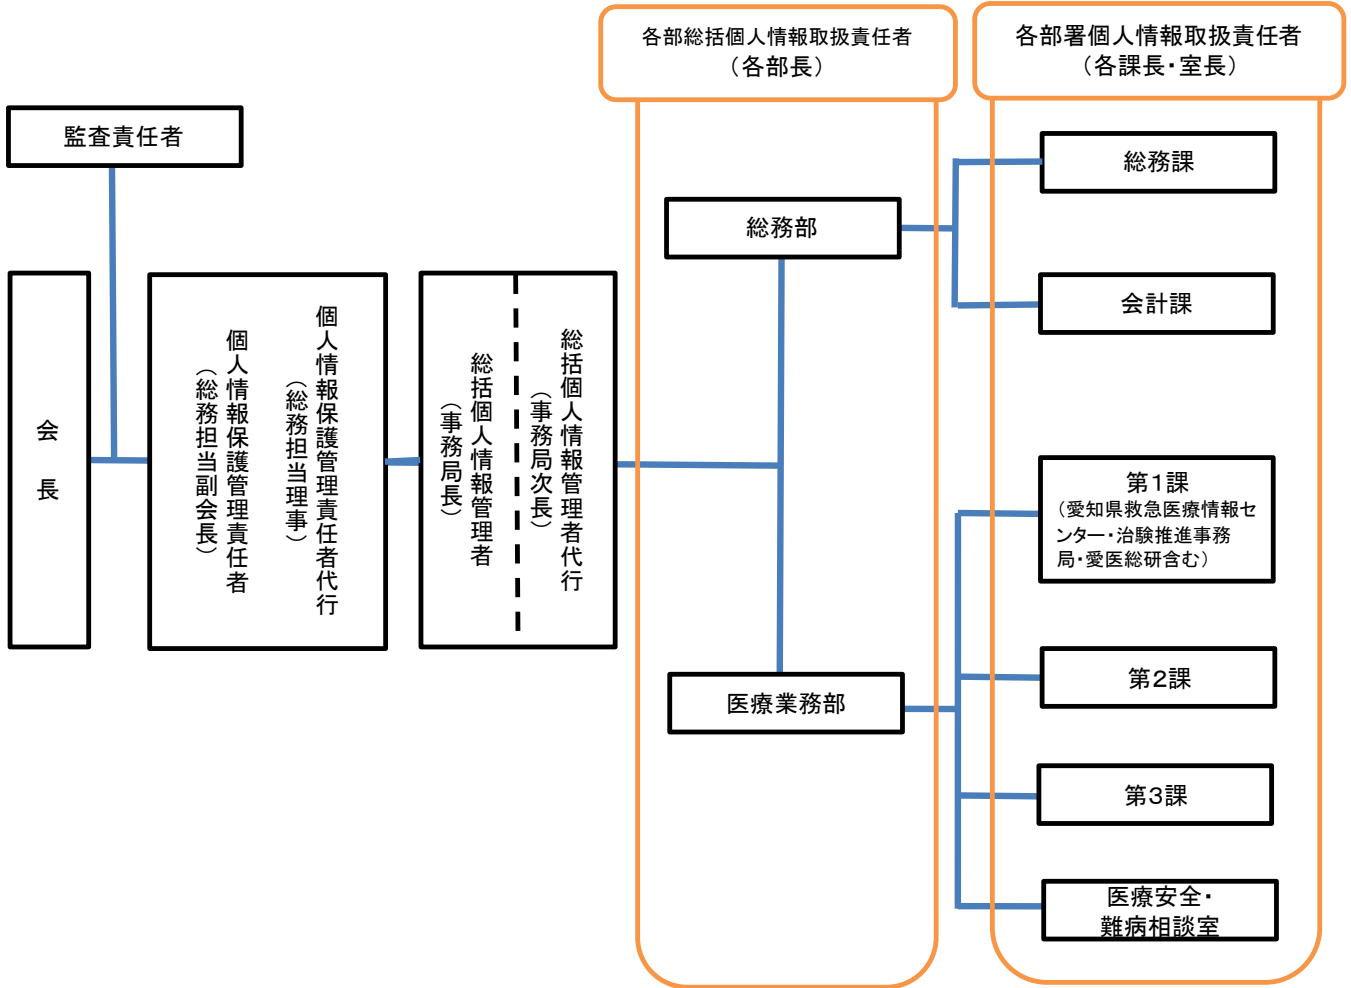 各部総括個人情報取扱責任者
（各部長）
各部署個人情報取扱責任者
（各課長・室長）
監査責任者
会長
個人情報保護管理責任者代行
（総務担当理事）
個人情報保護管理責任者
（総務担当副会長）
総括個人情報管理者代行
（事務局次長）
総括個人情報管理者
（事務局長）
総務部
医療業務部
総務課
会計課
第１課
（愛知県救急医療情報セ
ンター・治験推進事務
局・愛医総研含む）
第２課
第３課
医療安全・
難病相談室